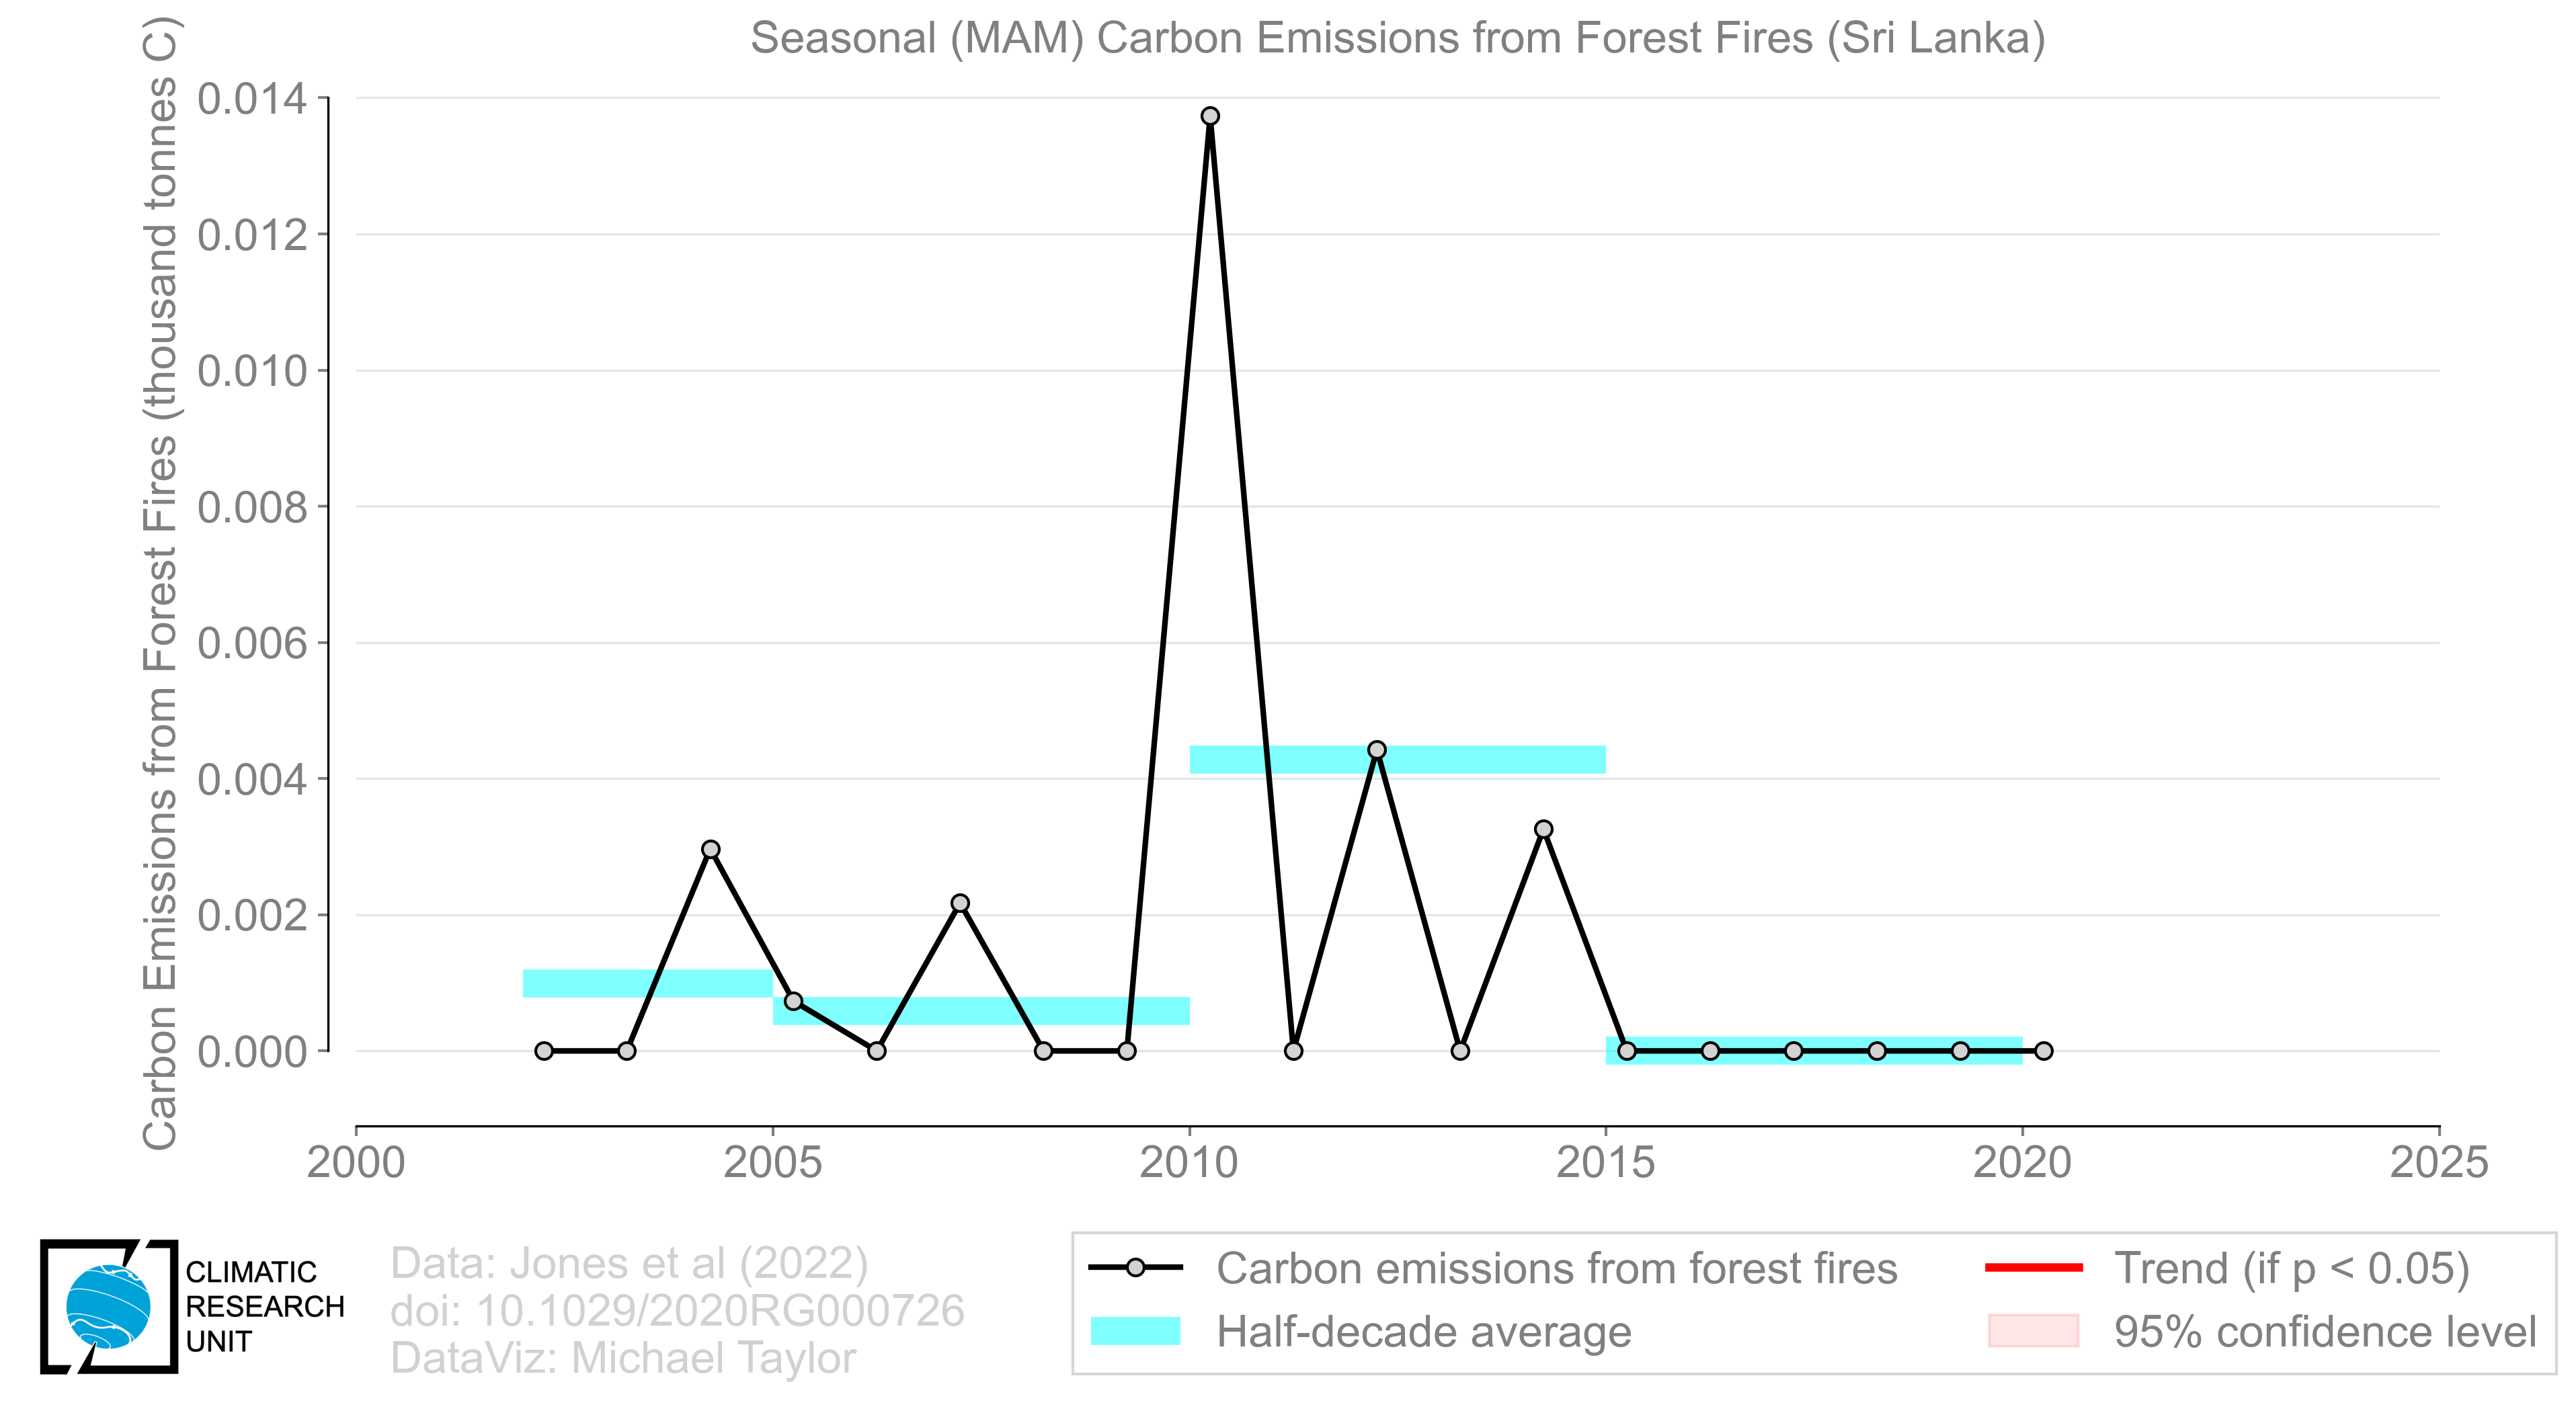 Seasonal (MAM) Carbon Emissions from Forest Fires (Sri Lanka)
Carbon Emissions from Forest Fires (thousand tonnes C)
0.014
0.012
0.010
0.008
0.006
0.004
0.002
0.000
2000 2005 2010 2015 2020 2025
CLIMATIC
RESEARCH
UNIT
Data: Jones et al (2022)
doi: 10.1029/2020RG000726
DataViz: Michael Taylor
Carbon emissions from forest fires
Half-decade average
Trend (if p < 0.05)
95% confidence level